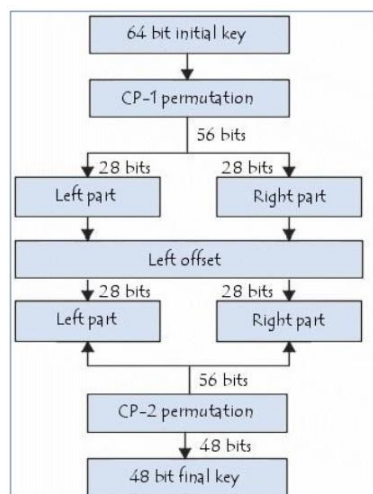 64 bit initial key
CP-1 permutation
56 bits
28 bits 28 bits
Left part Right part
Left offset
28 bits 28 bits
Left part Right part
56 bits
CP-2 permutation
48 bits
48 bit final key